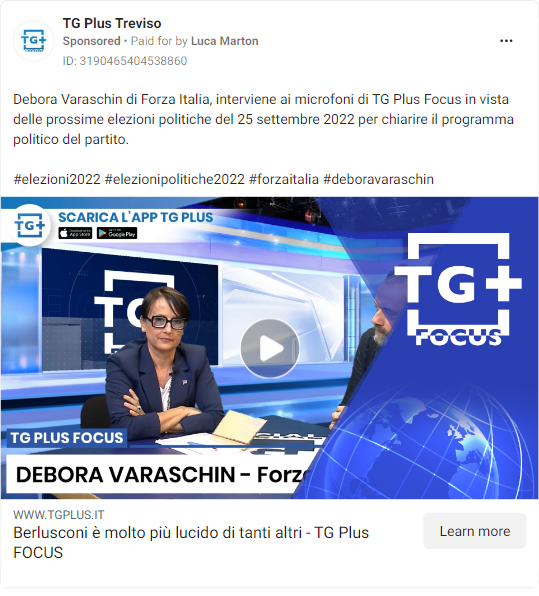 TG Plus Treviso
Sponsored • Paid for by Luca Marton
ID: 3190465404538860
Debora Varaschin di Forza Italia, interviene ai microfoni di TG Plus Focus in vista
delle prossime elezioni politiche del 25 settembre 2022 per chiarire il programma
politico del partito.
#elezioni2022 #elezionipolitiche2022 #forzaitalia #deboravaraschin
TG+
SCARICA L'APP TG PLUS
App Store
Google Play
TG+
FOCUS
TG
TG PLUS FOCUS
DEBORA VARASCHIN - Forz
WWW.TGPLUS.IT
Berlusconi è molto più lucido di tanti altri - TG Plus
FOCUS
Learn more